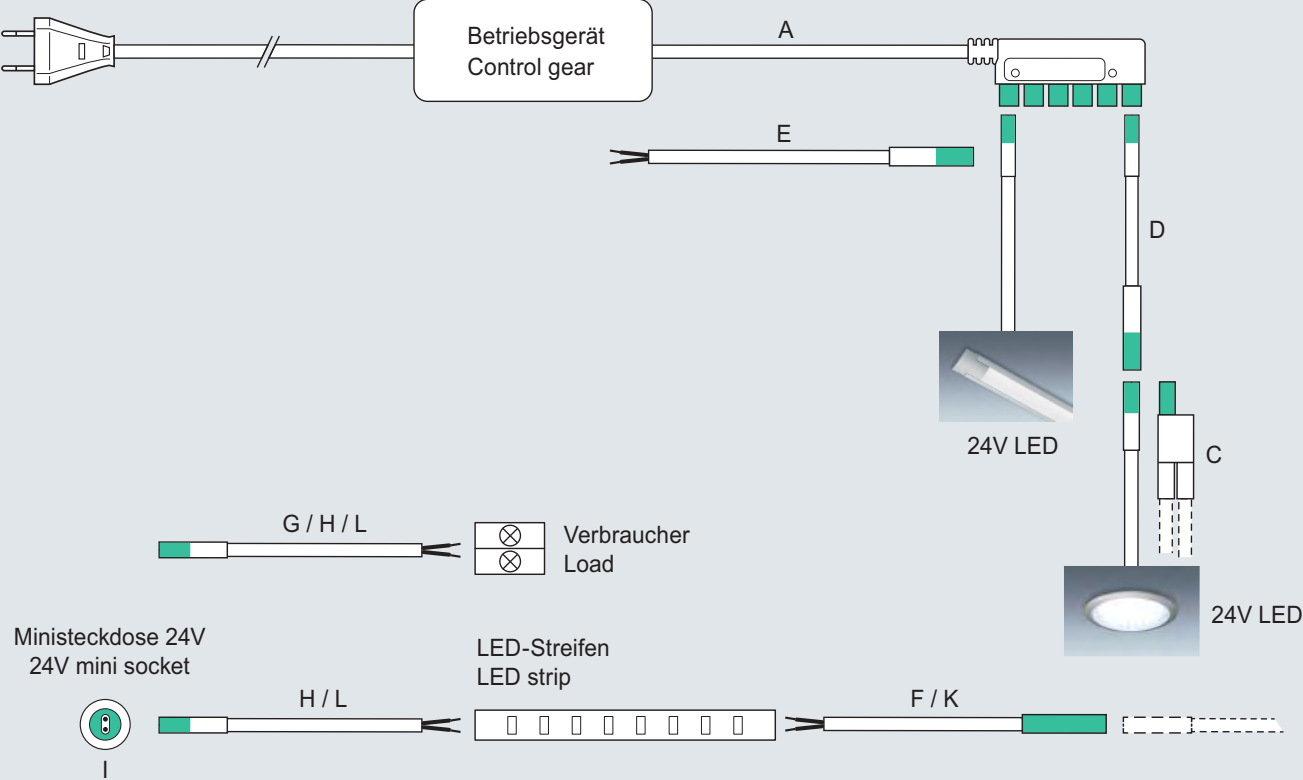 Betriebsgerät
Control gear
A
E
D
24V LED
C
G / H / L
Verbraucher
Load
24V LED
Ministeckdose 24V
24V mini socket
LED-Streifen
LED strip
H / L
F / K
I